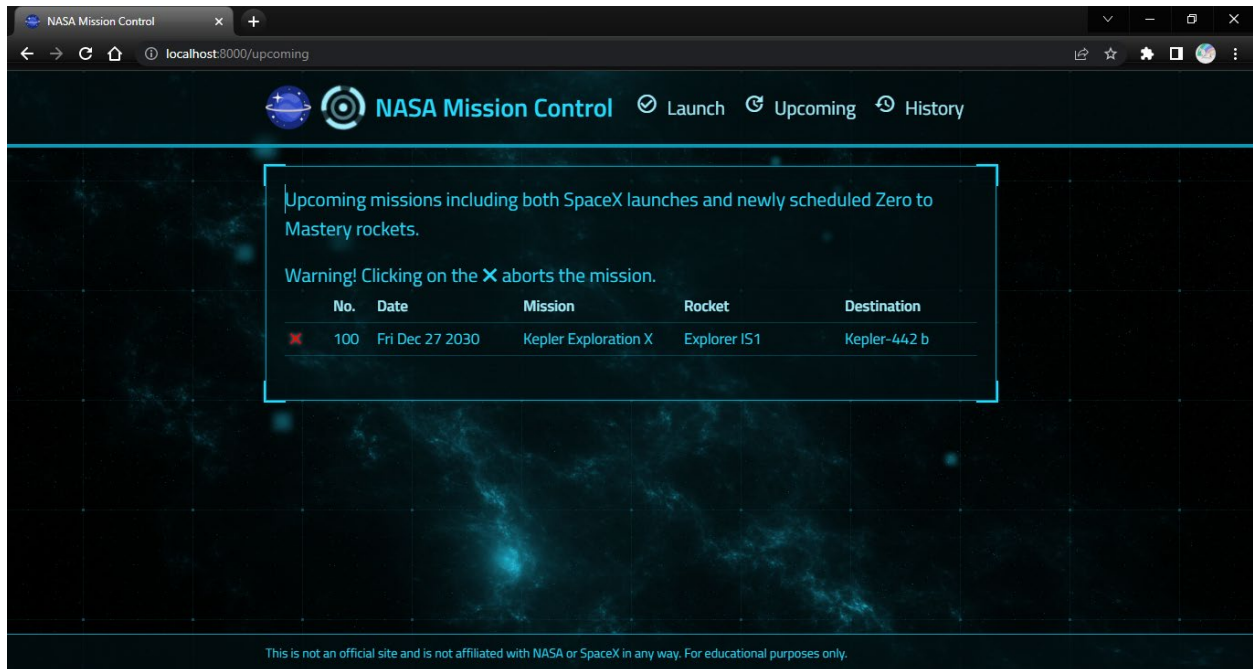 NASA Mission Control
localhost:8000/upcoming
NASA Mission Control Launch Upcoming History
Upcoming missions including both SpaceX launches and newly scheduled Zero to
Mastery rockets.
Warning! Clicking on the ✖ aborts the mission.
No. Date Mission Rocket Destination
✖ 100 Fri Dec 27 2030 Kepler Exploration X Explorer IS1 Kepler-442 b
This is not an official site and is not affiliated with NASA or SpaceX in any way. For educational purposes only.